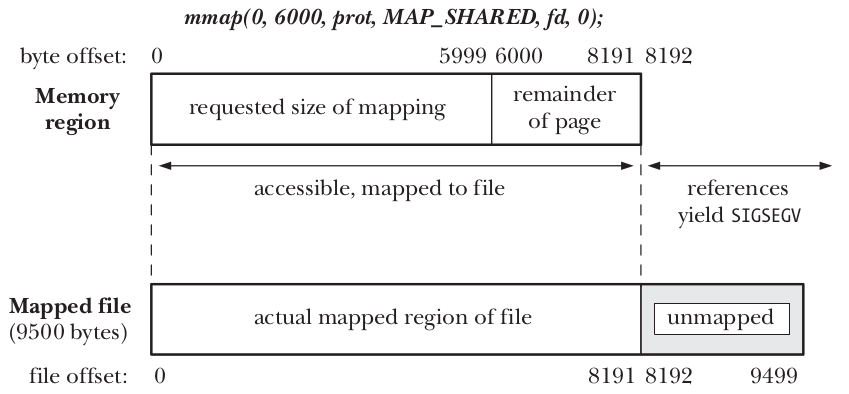 mmap(0, 6000, prot, MAP_SHARED, fd, 0);
byte offset: 0 5999 6000 8191 8192
Memory
region
requested size of mapping
remainder
of page
accessible, mapped to file
references
yield SIGSEGV
Mapped file
(9500 bytes)
actual mapped region of file
unmapped
file offset: 0 8191 8192 9499